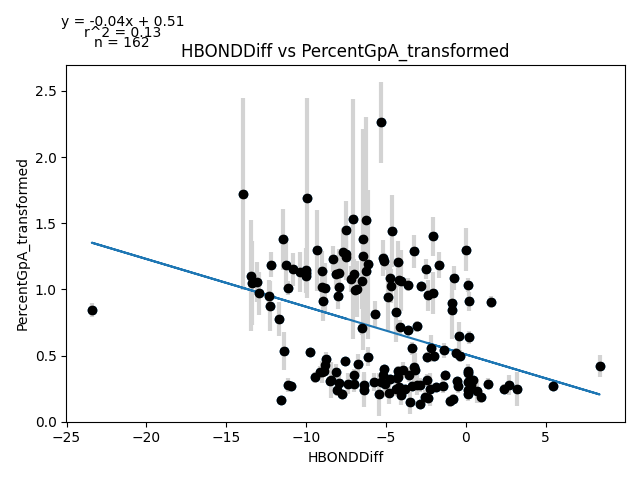 y = -0.04x + 0.51
r^2 = 0.13
n = 162
HBONDDiff vs PercentGpA_transformed
PercentGpA_transformed
2.5
2.0
1.5
1.0
0.5
0.0
−25 −20 −15 −10 −5 0 5
HBONDDiff